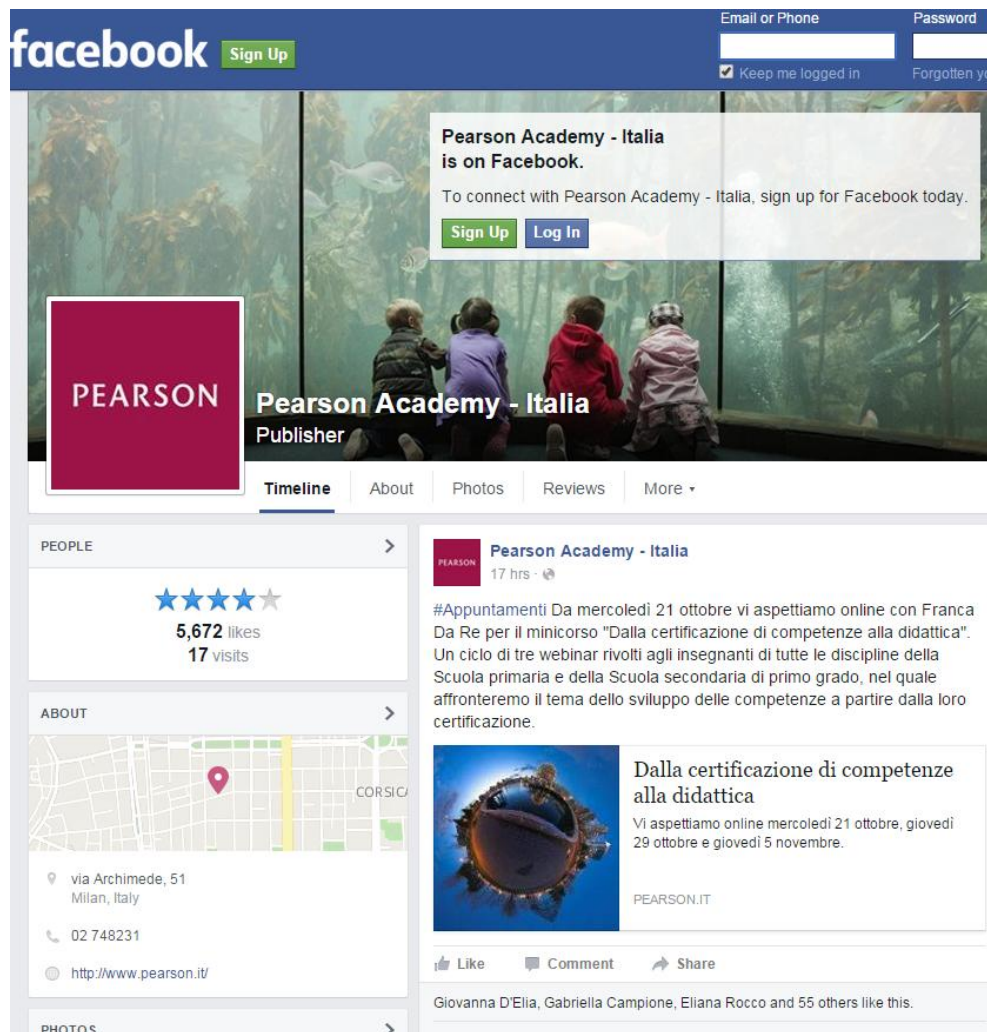 Email or Phone
Password
facebook
Sign Up
Keep me logged in
Forgotten
Pearson Academy - Italia
is on Facebook.
To connect with Pearson Academy - Italia, sign up for Facebook today.
Sign Up
Log In
PEARSON
Pearson Academy - Italia
Publisher
Timeline
About
Photos
Reviews
More
PEOPLE
5,672 likes
17 visits
ABOUT
CORSICA
via Archimede, 51
Milan, Italy
02 748231
http://www.pearson.it/
PHOTOS
PEARSON
Pearson Academy - Italia
17 hrs ·
#Appuntamenti Da mercoledì 21 ottobre vi aspettiamo online con Franca
Da Re per il minicorso "Dalla certificazione di competenze alla didattica".
Un ciclo di tre webinar rivolti agli insegnanti di tutte le discipline della
Scuola primaria e della Scuola secondaria di primo grado, nel quale
affronteremo il tema dello sviluppo delle competenze a partire dalla loro
certificazione.
Dalla certificazione di competenze
alla didattica
Vi aspettiamo online mercoledì 21 ottobre, giovedì
29 ottobre e giovedì 5 novembre.
PEARSON.IT
Like
Comment
Share
Giovanna D'Elia, Gabriella Campione, Eliana Rocco and 55 others like this.